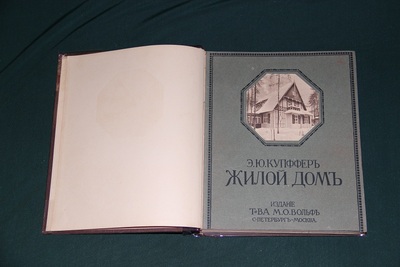 Э.Ю.КУПФФЕРЪ
ЖИЛОЙ ДОМЪ
ИЗДАНІЕ
Т-ВА М.О.ВОЛЬФЪ
С.ПЕТЕРБУРГЪ-МОСКВА